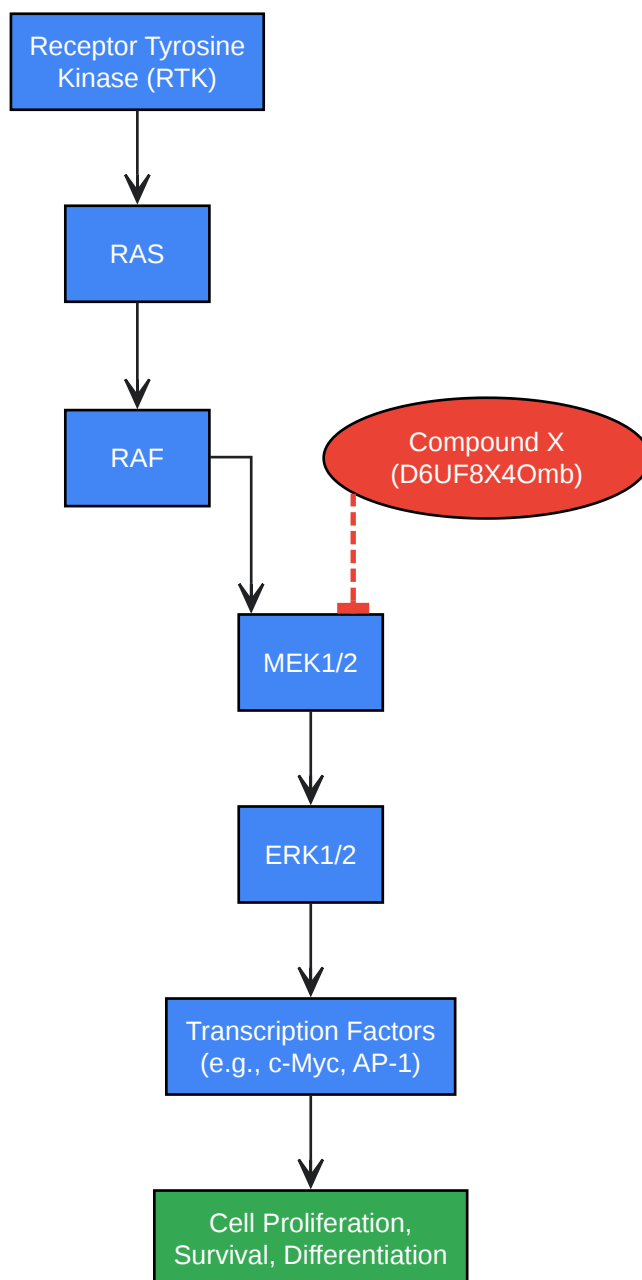 Receptor Tyrosine
Kinase (RTK)
RAS
RAF
Compound X
(D6UF8X4Omb)
MEK1/2
ERK1/2
Transcription Factors
(e.g., c-Myc, AP-1)
Cell Proliferation,
Survival, Differentiation